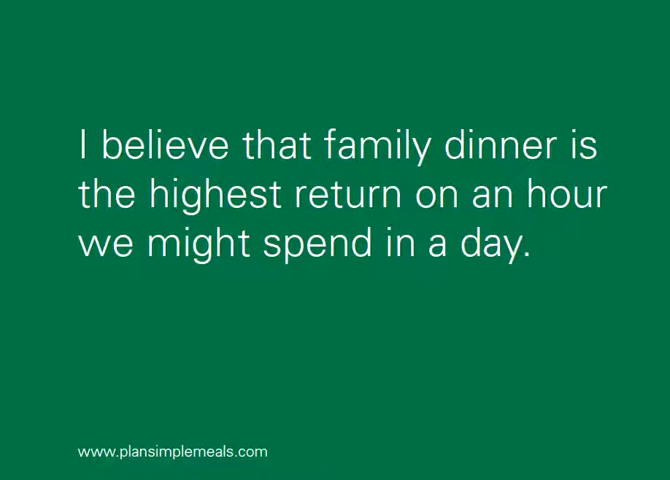 I believe that family dinner is
the highest return on an hour
we might spend in a day.
www.plansimplemeals.com